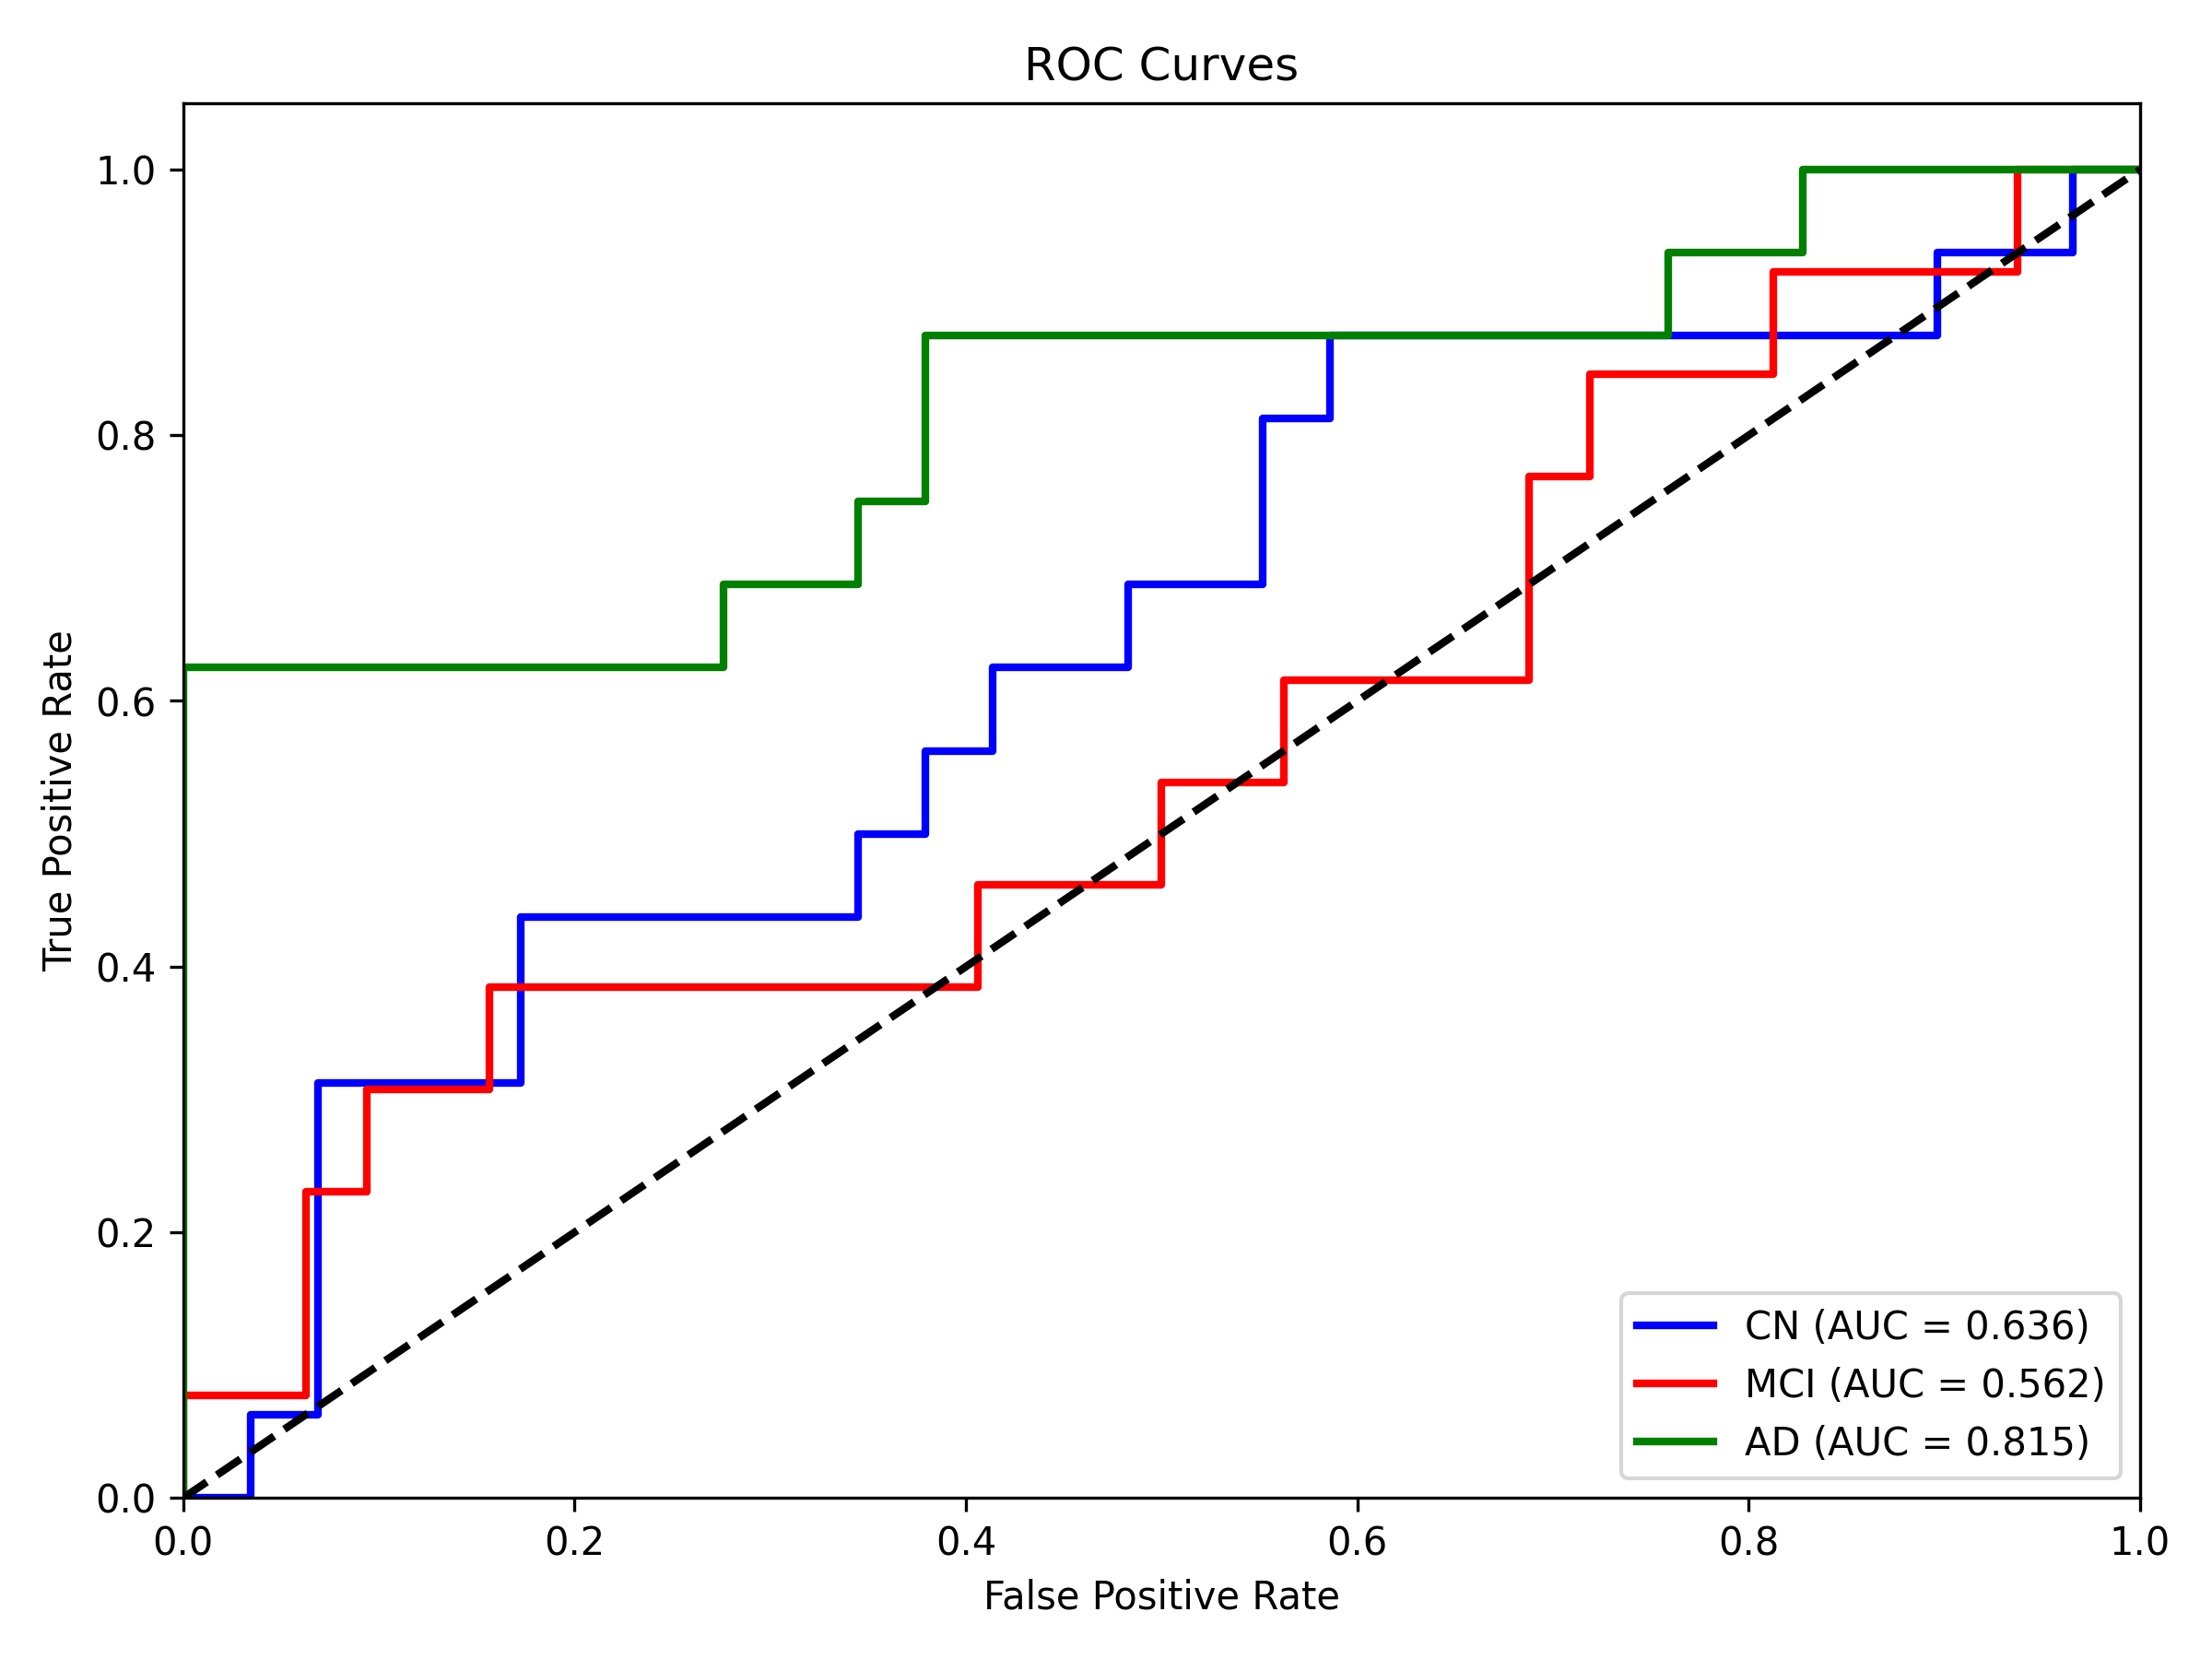 ROC Curves
1.0
0.8
0.6
0.4
0.2
0.0
True Positive Rate
0.0 0.2 0.4 0.6 0.8 1.0
False Positive Rate
CN (AUC = 0.636)
MCI (AUC = 0.562)
AD (AUC = 0.815)